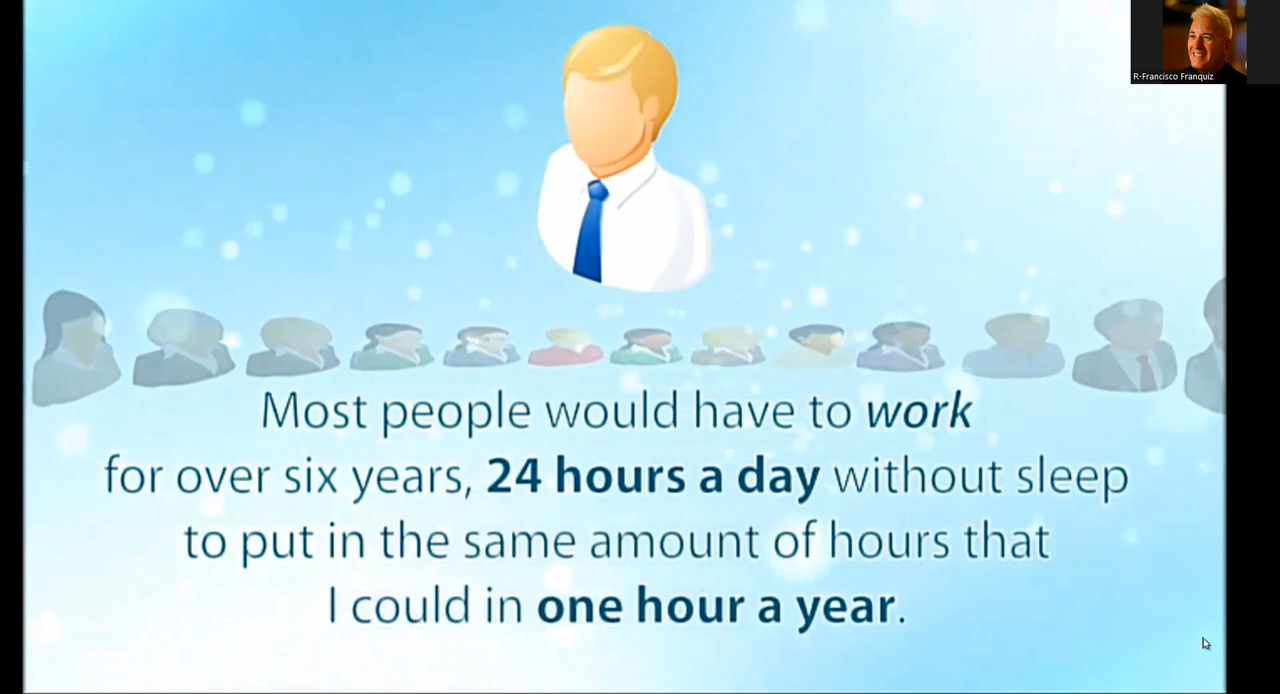 R-Francisco Franquiz
Most people would have to work
for over six years, 24 hours a day without sleep
to put in the same amount of hours that
I could in one hour a year.